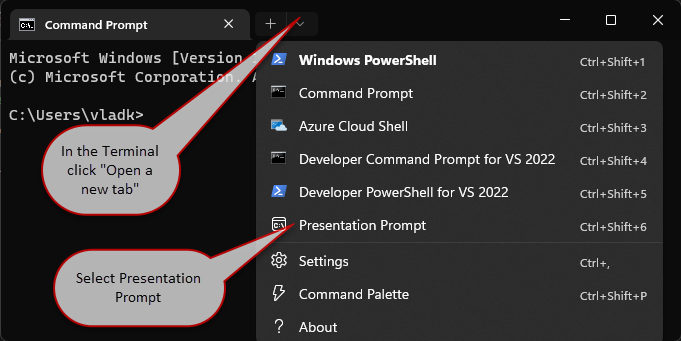 Command Prompt
Microsoft Windows [Version
(c) Microsoft Corporation. A
C:\Users\vladk>
Windows PowerShell Ctrl+Shift+1
Command Prompt Ctrl+Shift+2
Azure Cloud Shell Ctrl+Shift+3
Developer Command Prompt for VS 2022 Ctrl+Shift+4
Developer PowerShell for VS 2022 Ctrl+Shift+5
Presentation Prompt Ctrl+Shift+6
Settings Ctrl+,
Command Palette Ctrl+Shift+P
About
In the Terminal
click "Open a
new tab"
Select Presentation
Prompt